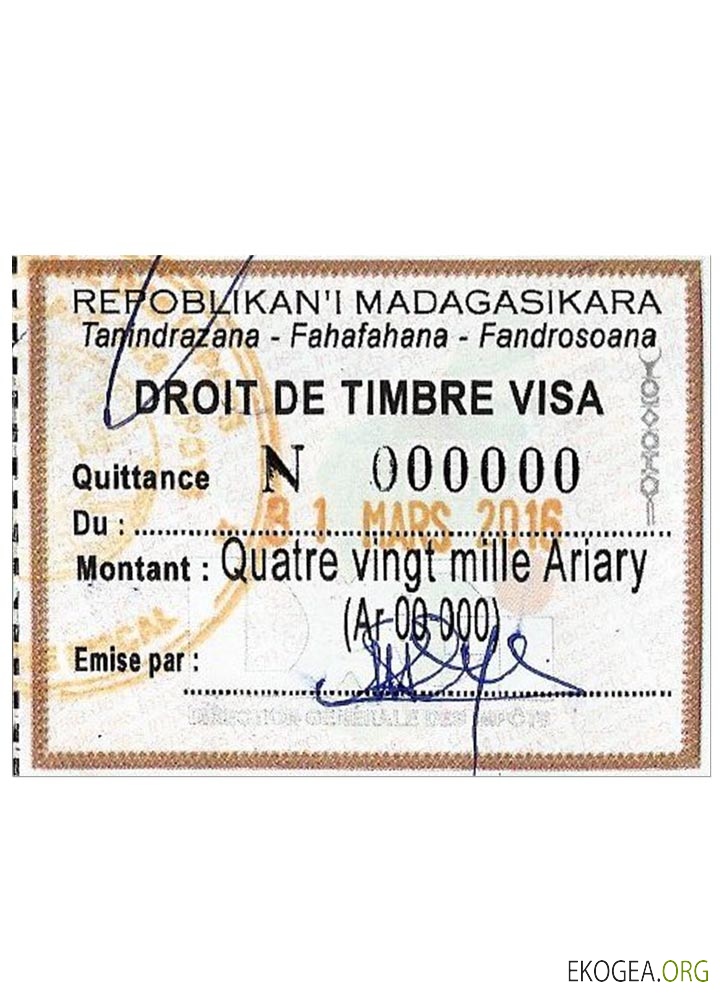 REPOBLIKAN'I MADAGASIKARA
Tanindrazana - Fahafahana - Fandrosoana
DROIT DE TIMBRE VISA
Quittance N 000000
Du : 31 MARS 2016
Montant : Quatre vingt mille Ariary
(Ar 00 000)
Emise par :
DIRECTION GENERALE DES IMPÔTS
EKOGEA.ORG